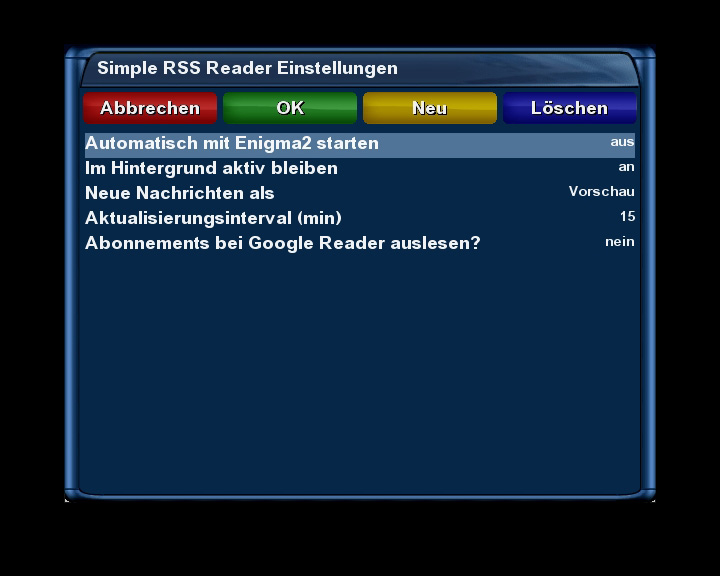 Simple RSS Reader Einstellungen
Abbrechen OK Neu Löschen
Automatisch mit Enigma2 starten aus
Im Hintergrund aktiv bleiben an
Neue Nachrichten als Vorschau
Aktualisierungsinterval (min) 15
Abonnements bei Google Reader auslesen? nein